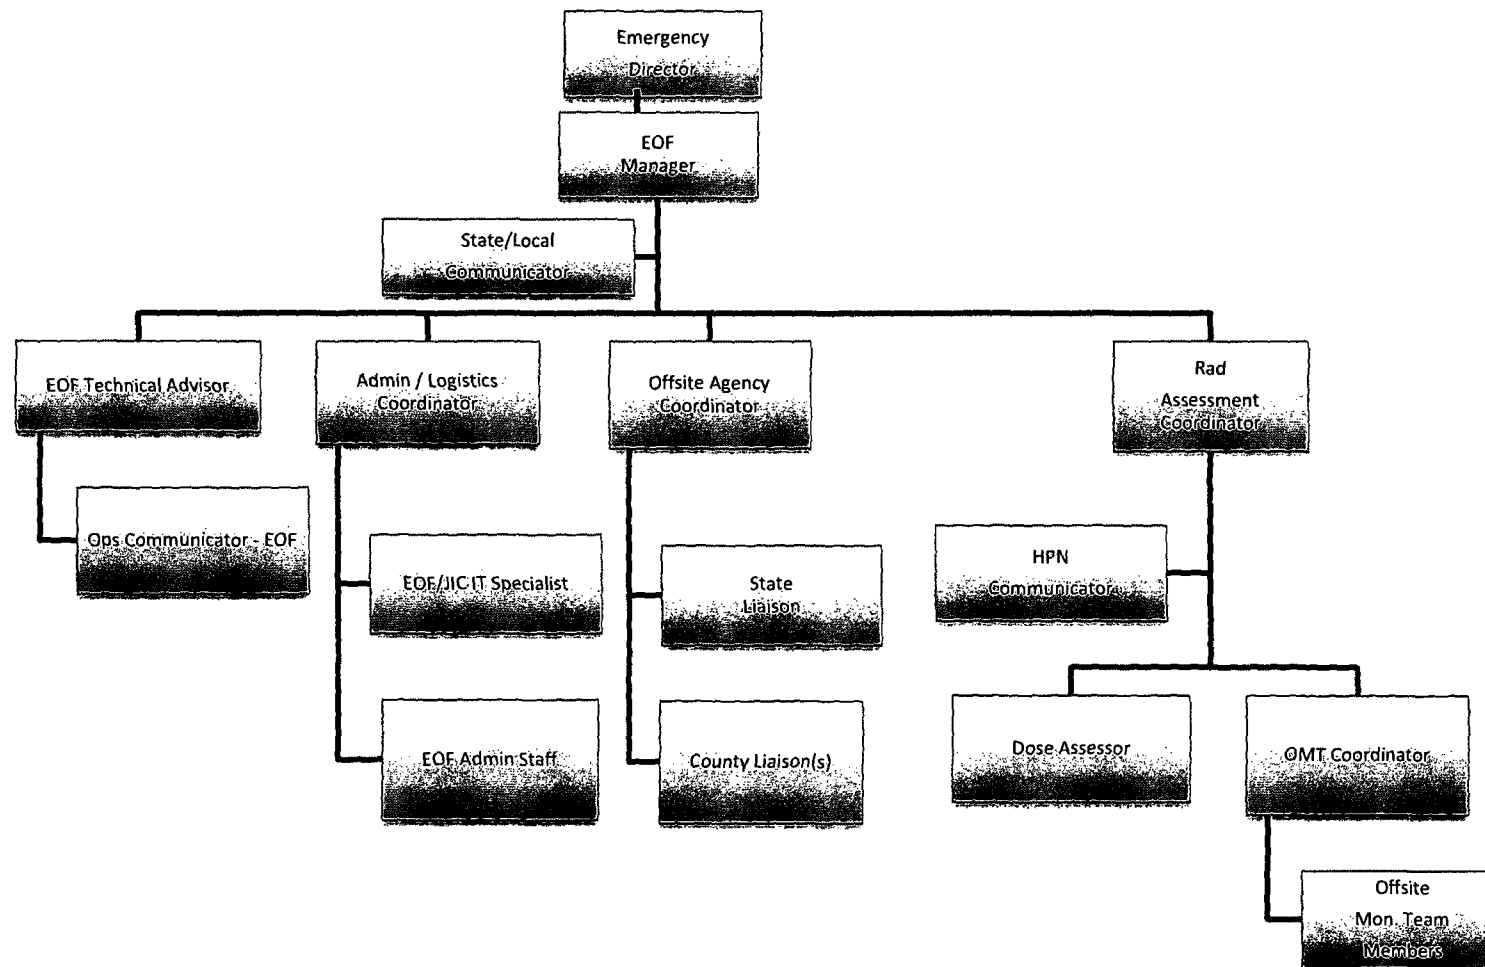 Emergency
Director
EOF
Manager
State/Local
Communicator
EOF Technical Advisor
Admin / Logistics
Coordinator
Offsite Agency
Coordinator
Rad
Assessment
Coordinator
Ops Communicator - EOF
EOF/JIC IT Specialist
State
Liaison
HPN
Communicator
EOF Admin Staff
County Liaison(s)
Dose Assessor
OMT Coordinator
Offsite
Mon. Team
Members